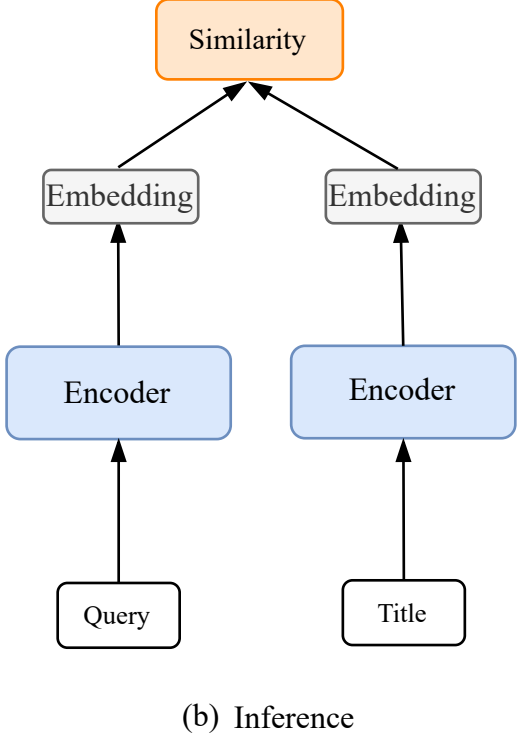 Similarity
Embedding
Embedding
Encoder
Encoder
Query
Title
(b) Inference